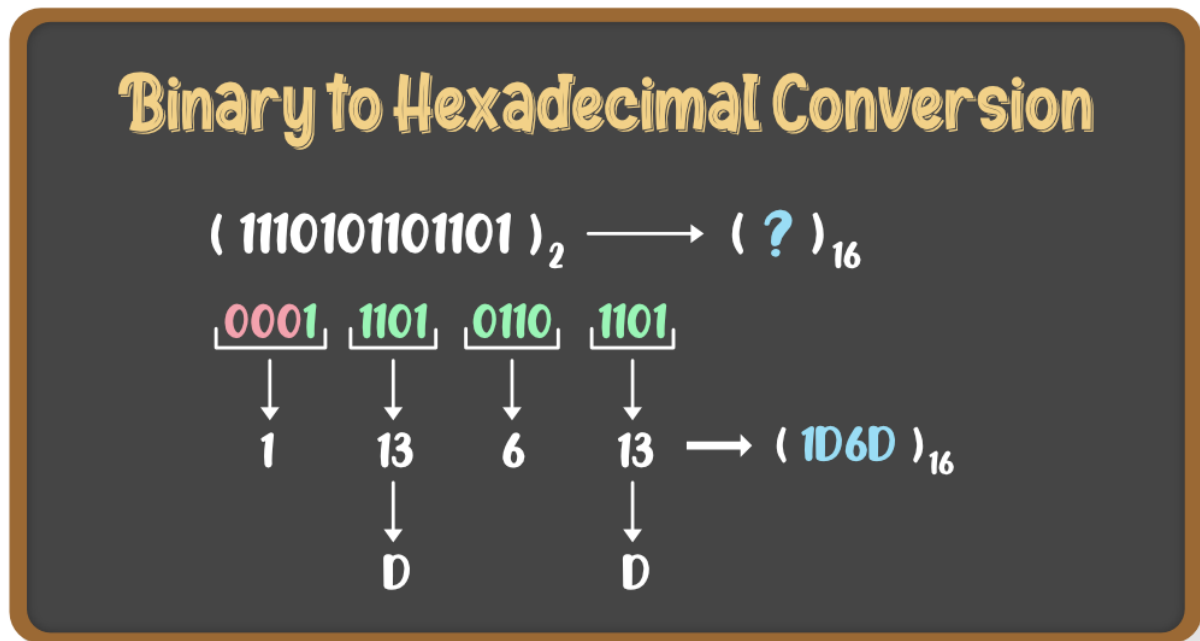 Binary to Hexadecimal Conversion
( 1110101101101 )₂ ⟶ ( ? )₁₆
0001 1101 0110 1101
1 13 6 13 → ( 1D6D )₁₆
D D